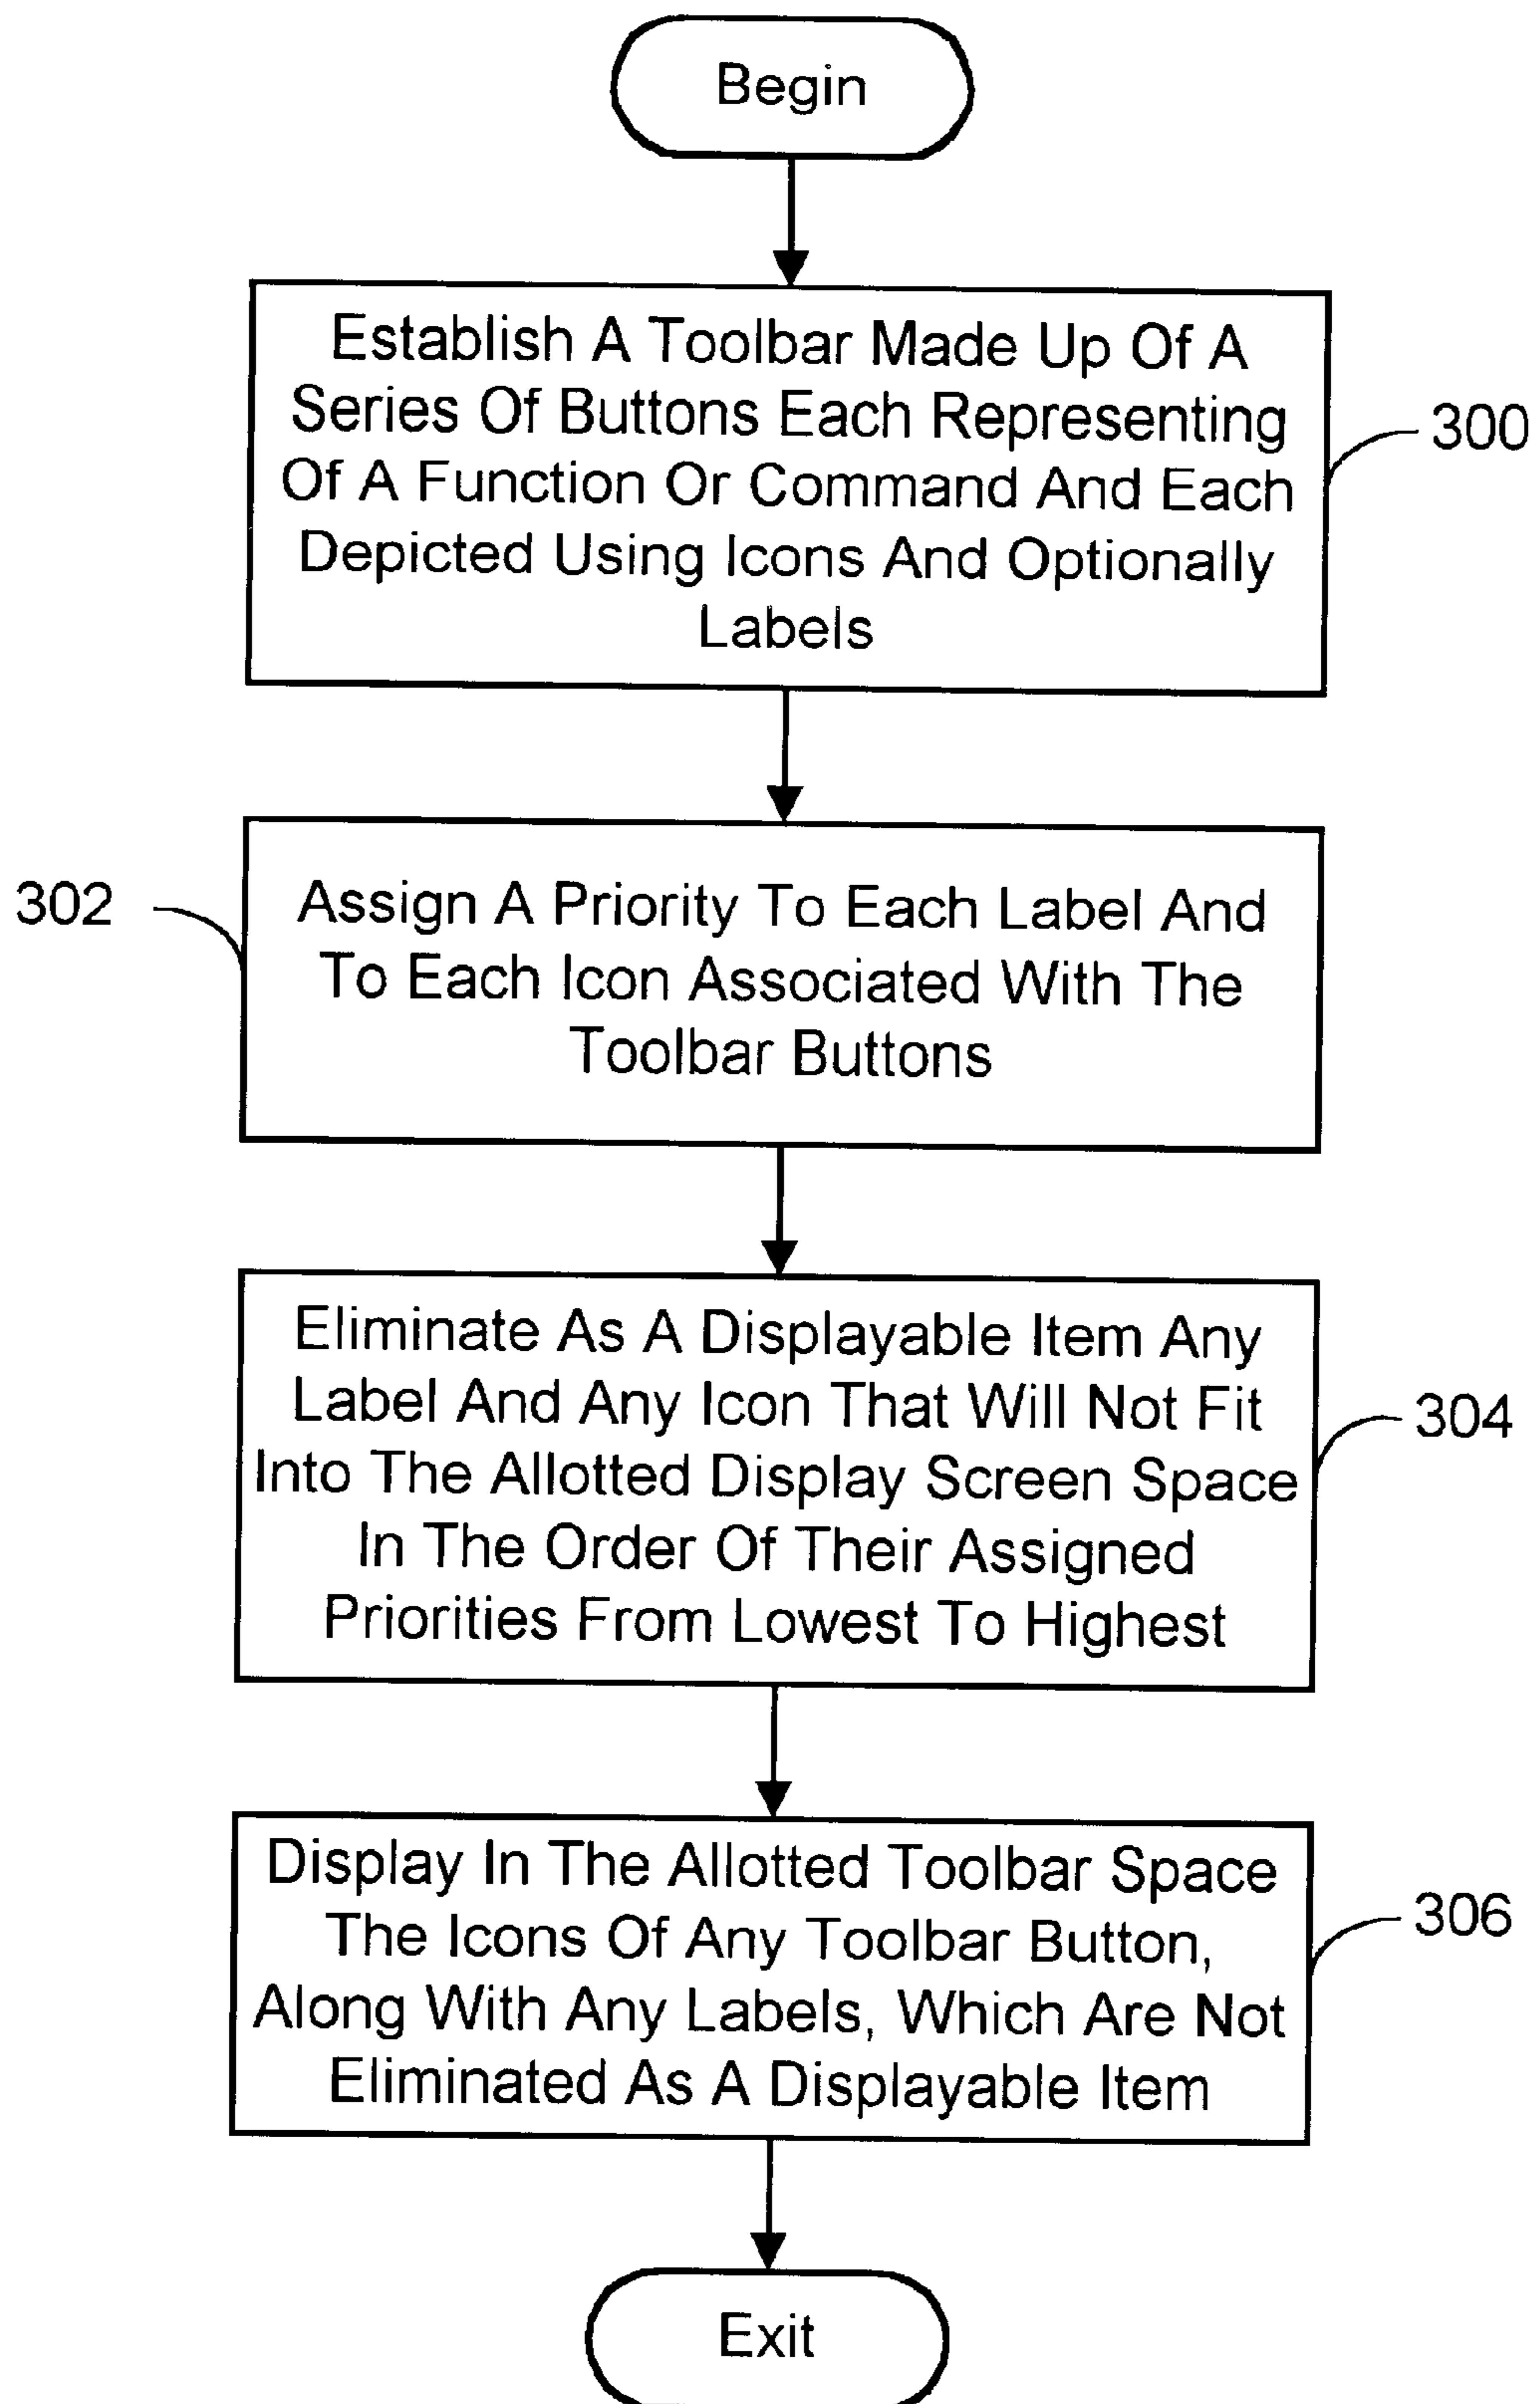 Begin
Establish A Toolbar Made Up Of A
Series Of Buttons Each Representing
Of A Function Or Command And Each
Depicted Using Icons And Optionally
Labels
300
302
Assign A Priority To Each Label And
To Each Icon Associated With The
Toolbar Buttons
Eliminate As A Displayable Item Any
Label And Any Icon That Will Not Fit
Into The Allotted Display Screen Space
In The Order Of Their Assigned
Priorities From Lowest To Highest
304
Display In The Allotted Toolbar Space
The Icons Of Any Toolbar Button,
Along With Any Labels, Which Are Not
Eliminated As A Displayable Item
306
Exit